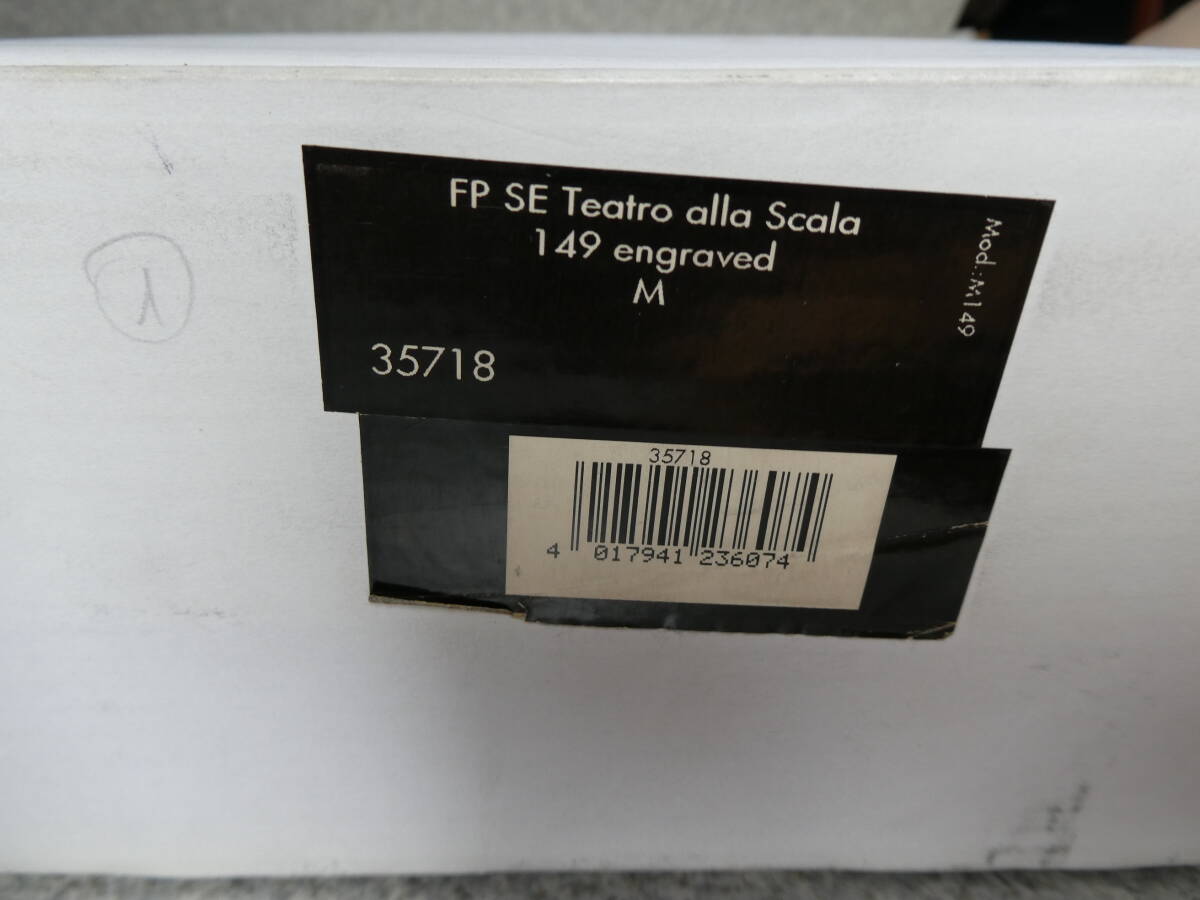 FP SE Teatro alla Scala
149 engraved
M
Mod.:M149
35718
35718
4 017941 236074